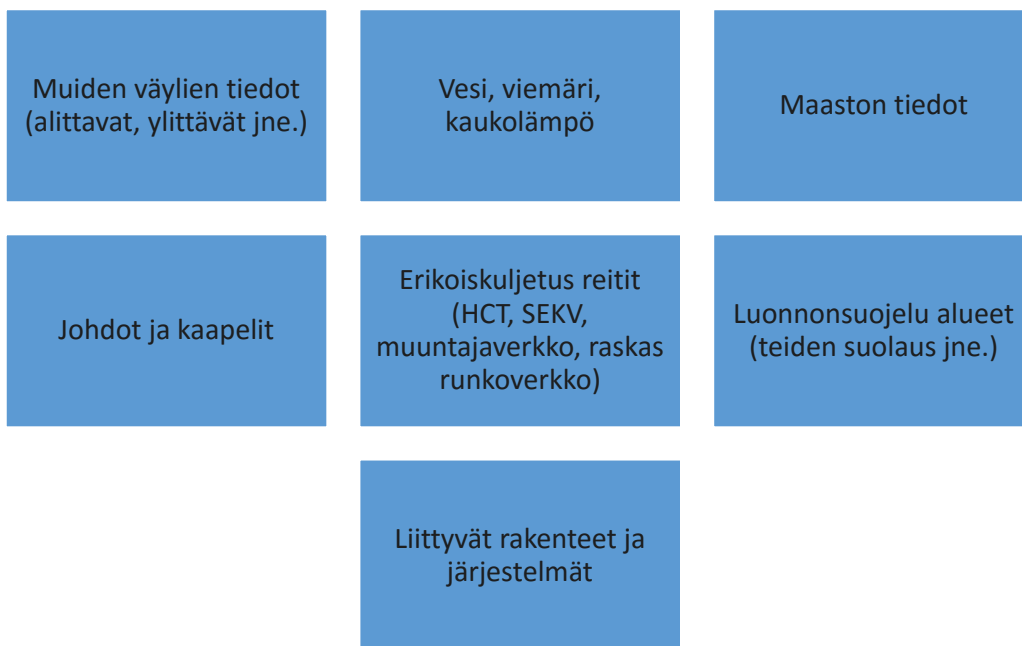 Muiden väylien tiedot
(alittavat, ylittävät jne.)
Vesi, viemäri,
kaukolämpö
Maaston tiedot
Johdot ja kaapelit
Erikoiskuljetus reitit
(HCT, SEKV,
muuntajaverkko, raskas
runkoverkko)
Luonnonsuojelu alueet
(teiden suolaus jne.)
Liittyvät rakenteet ja
järjestelmät